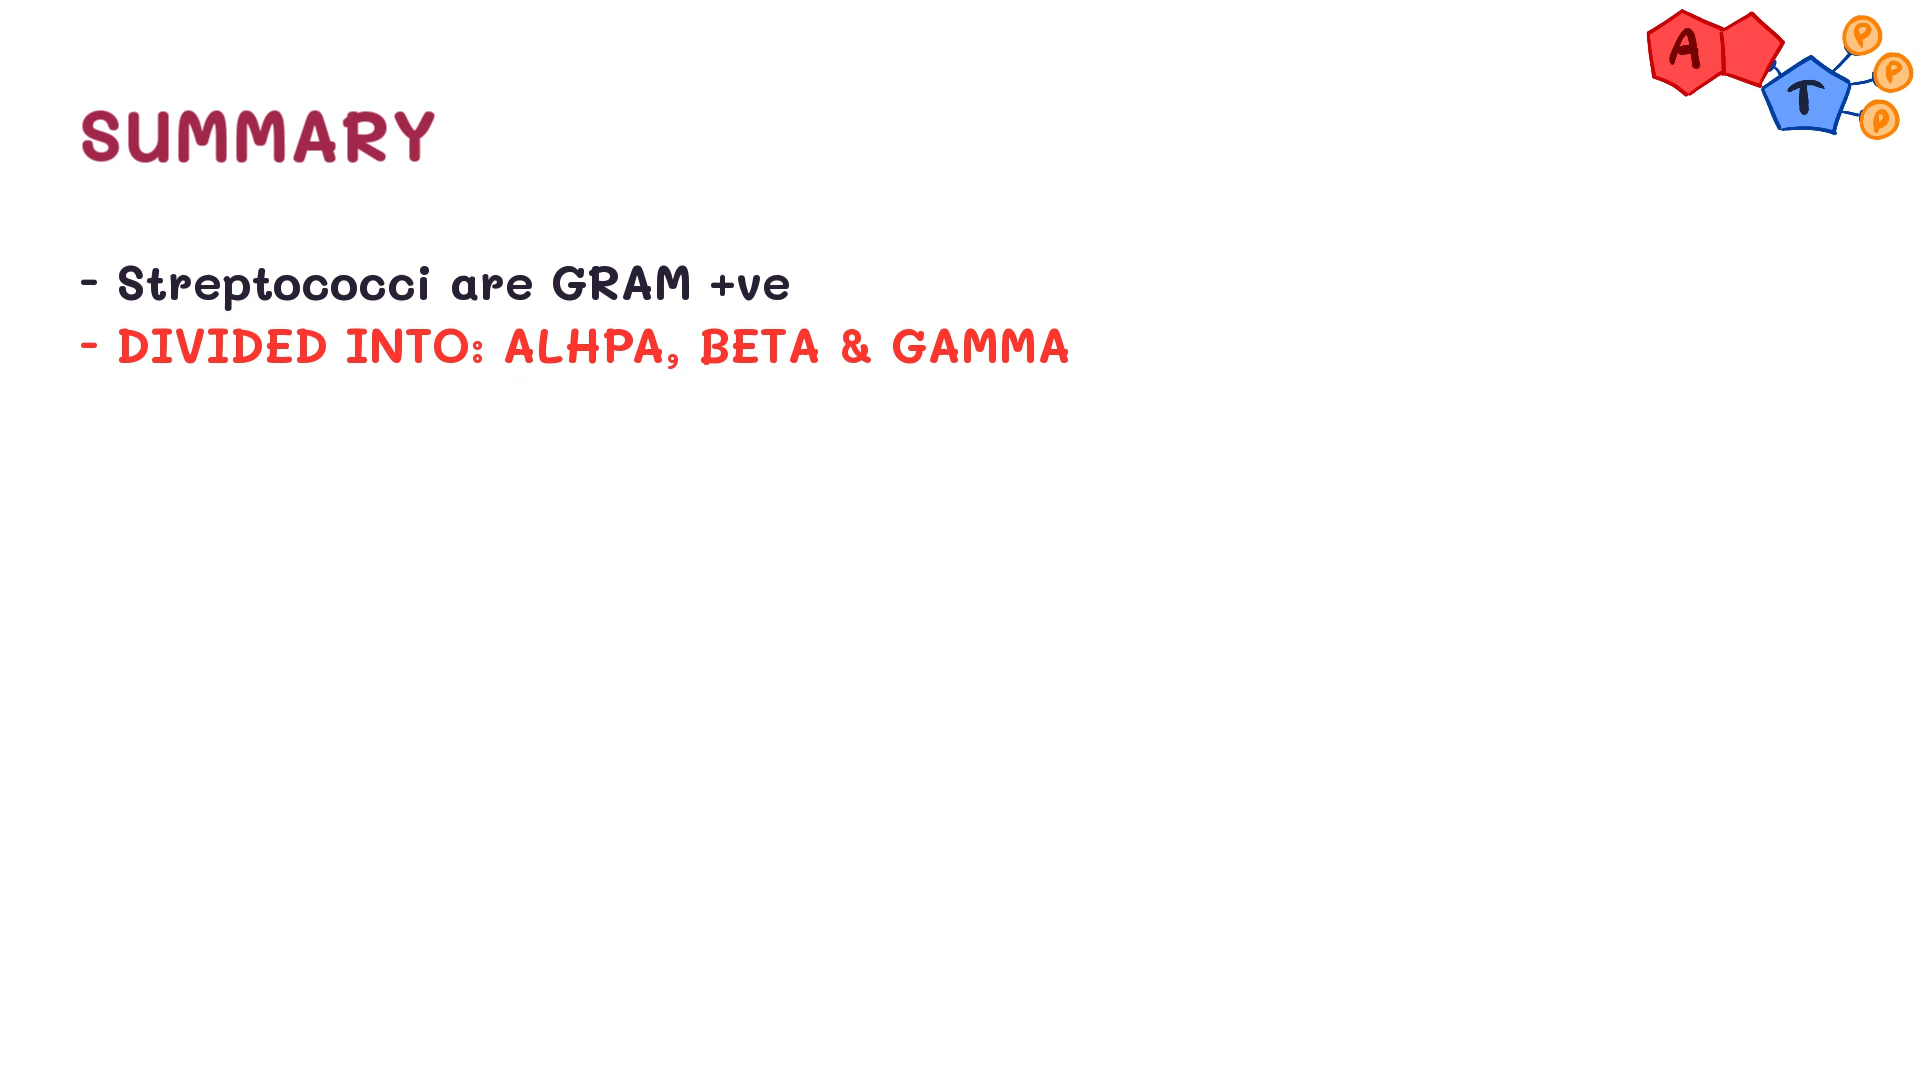 A
T
P
P
P
SUMMARY
- Streptococci are GRAM +ve
- DIVIDED INTO: ALHPA, BETA & GAMMA